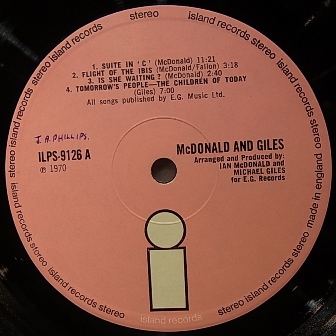 stereo island records stereo island records stereo island records stereo island records stereo island records made in england
1. SUITE IN 'C' (McDonald) 11:21
2. FLIGHT OF THE IBIS (McDonald/Fallon) 3:18
3. IS SHE WAITING? (McDonald) 2:40
4. TOMORROW'S PEOPLE—THE CHILDREN OF TODAY
(Giles) 7:00
All songs published by E.G. Music Ltd.
J.A. PHILLIPS.
ILPS-9126 A
℗ 1970
McDONALD AND GILES
Arranged and Produced by:
IAN McDONALD and
MICHAEL GILES
for E.G. Records
island records